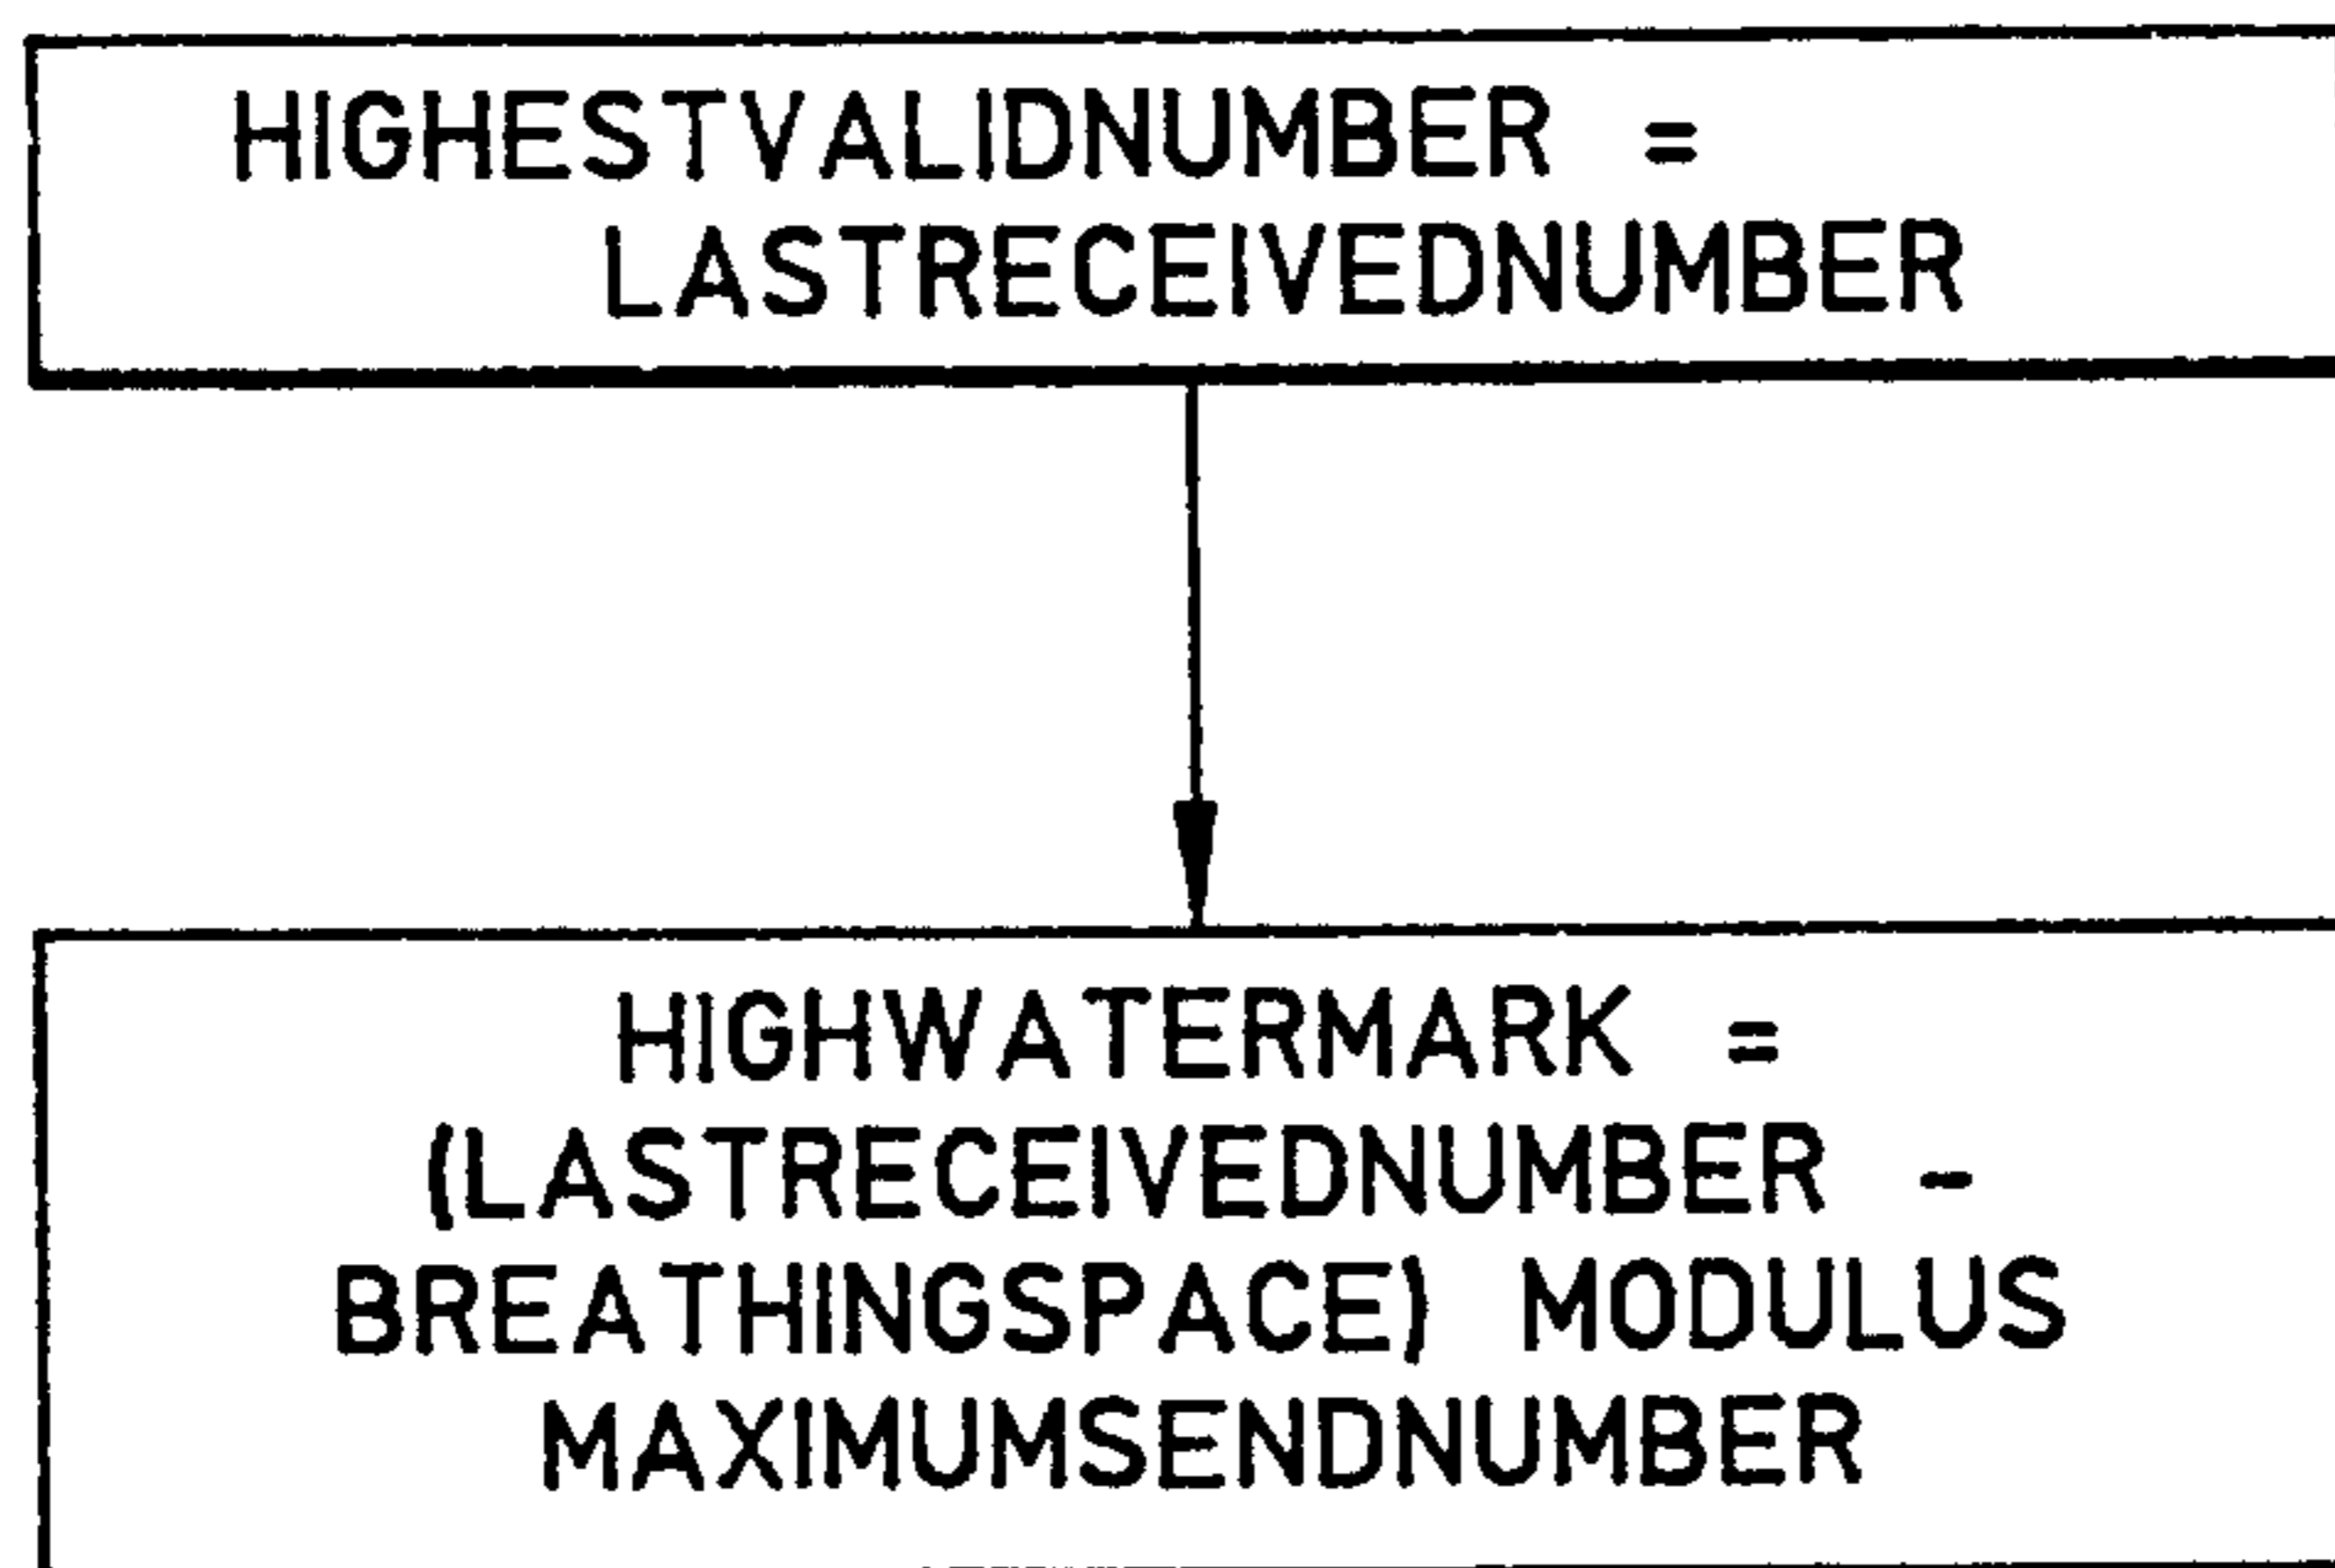 HIGHESTVALIDNUMBER =
LASTRECEIVEDNUMBER
HIGHWATERMARK =
(LASTRECEIVEDNUMBER -
BREATHINGSPACE) MODULUS
MAXIMUMSENDNUMBER